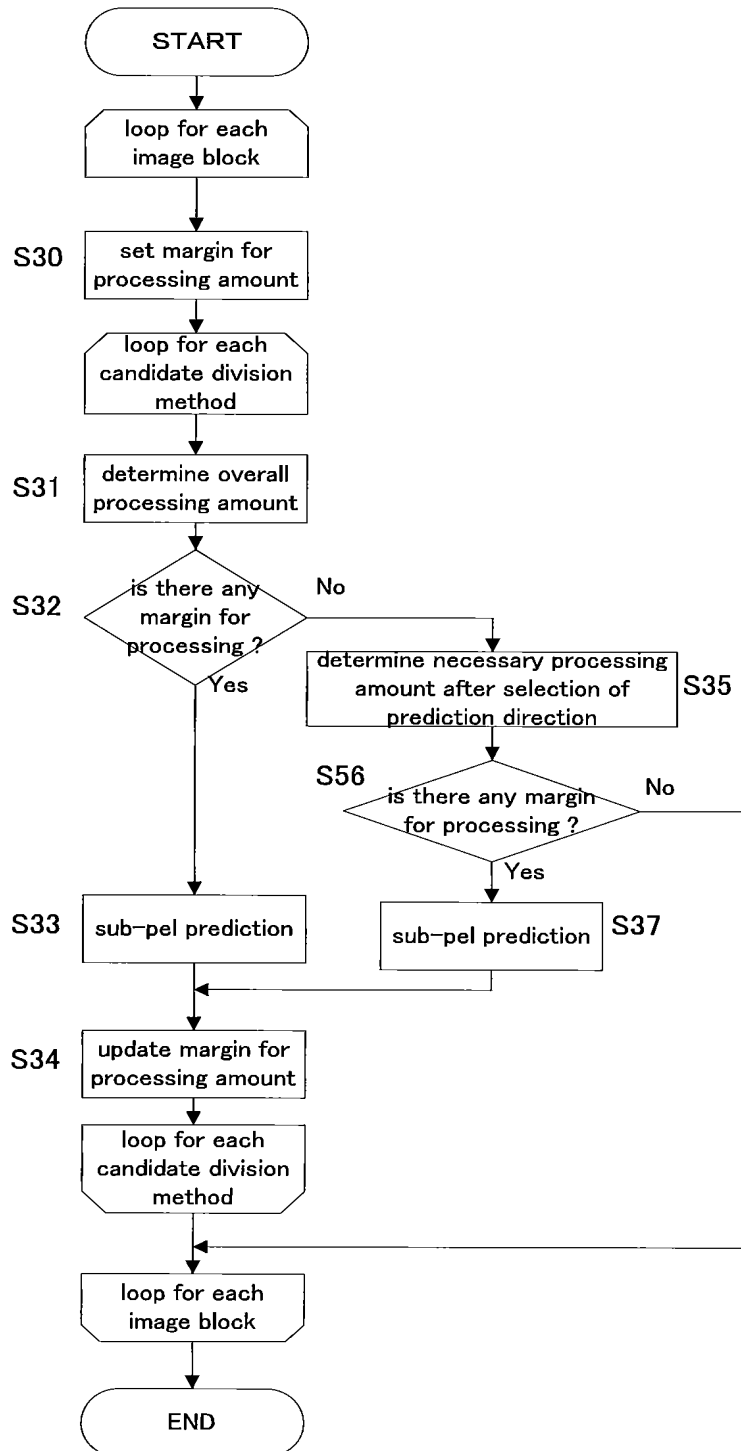 START
loop for each
image block
S30
set margin for
processing amount
loop for each
candidate division
method
S31
determine overall
processing amount
S32
is there any
margin for
processing ?
No
Yes
determine necessary processing
amount after selection of
prediction direction
S35
S56
is there any margin
for processing ?
No
Yes
S33
sub-pel prediction
sub-pel prediction
S37
S34
update margin for
processing amount
loop for each
candidate division
method
loop for each
image block
END